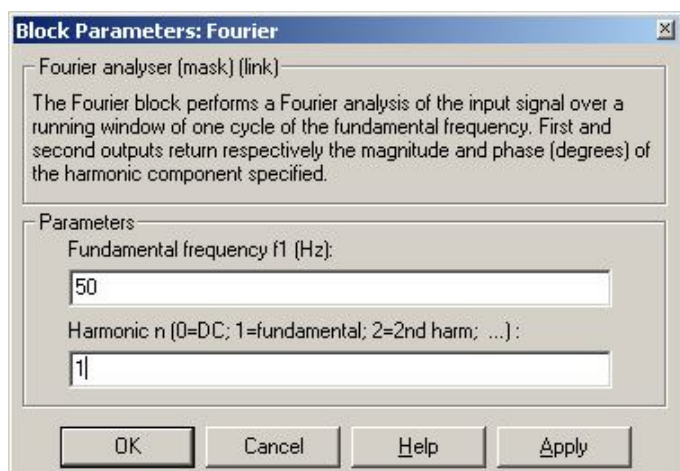 Block Parameters: Fourier
Fourier analyser (mask) (link)
The Fourier block performs a Fourier analysis of the input signal over a
running window of one cycle of the fundamental frequency. First and
second outputs return respectively the magnitude and phase (degrees) of
the harmonic component specified.
Parameters
Fundamental frequency f1 (Hz):
50
Harmonic n (0=DC; 1=fundamental; 2=2nd harm; ...) :
1
OK Cancel Help Apply